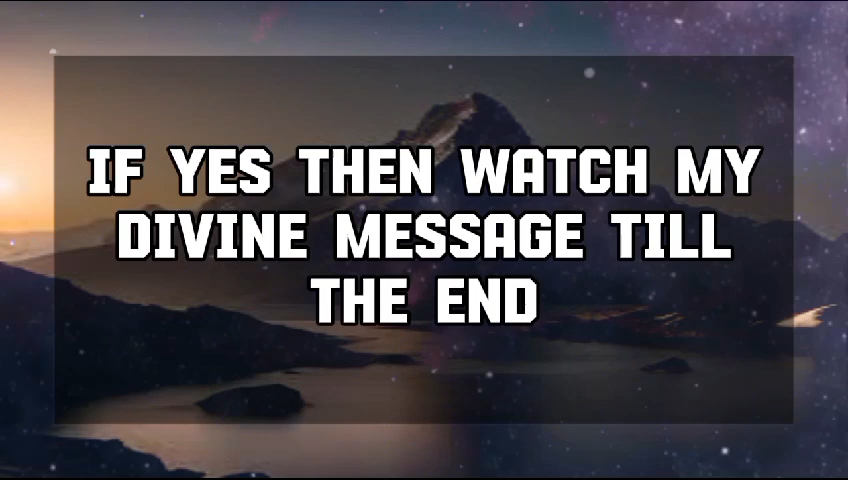 IF YES THEN WATCH MY
DIVINE MESSAGE TILL
THE END